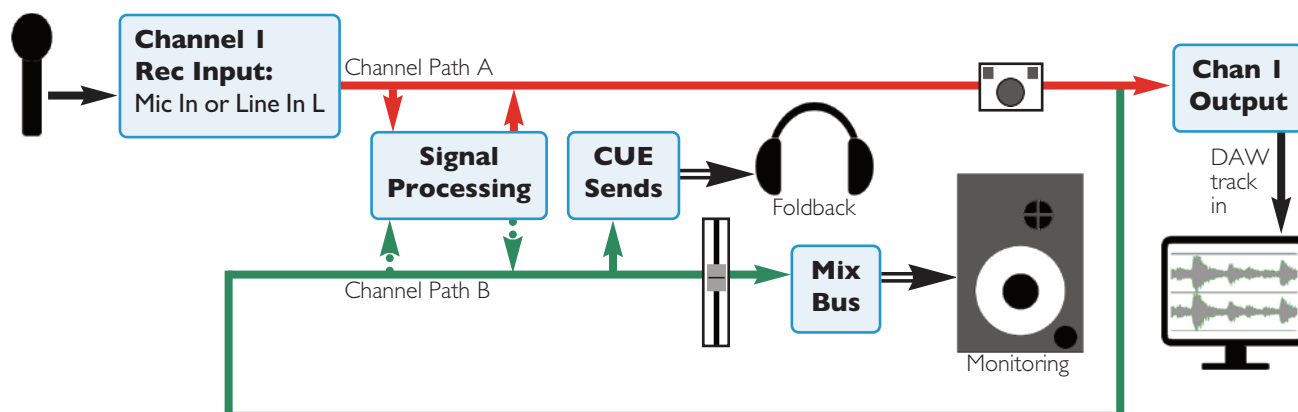 Channel 1
Rec Input:
Mic In or Line In L
Channel Path A
Chan 1
Output
Signal
Processing
CUE
Sends
Foldback
DAW
track
in
Channel Path B
Mix
Bus
Monitoring